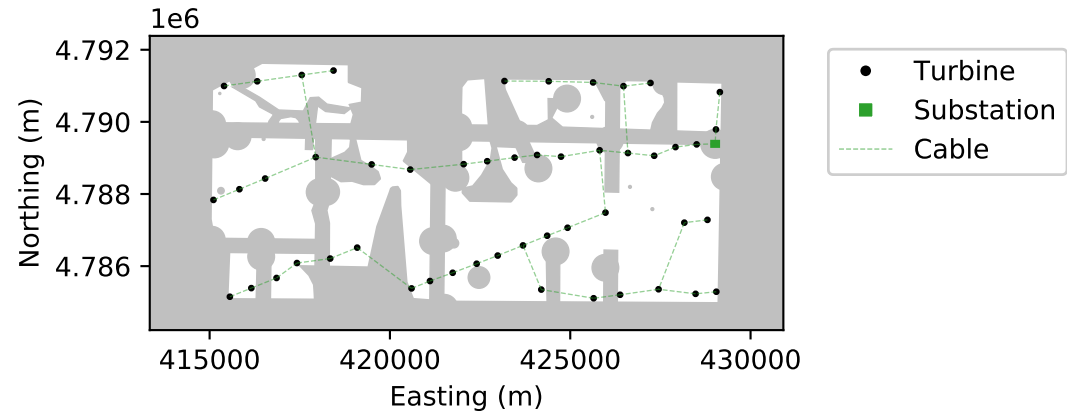 1e6
4.792
4.790
4.788
4.786
Northing (m)
415000 420000 425000 430000
Easting (m)
Turbine
Substation
Cable